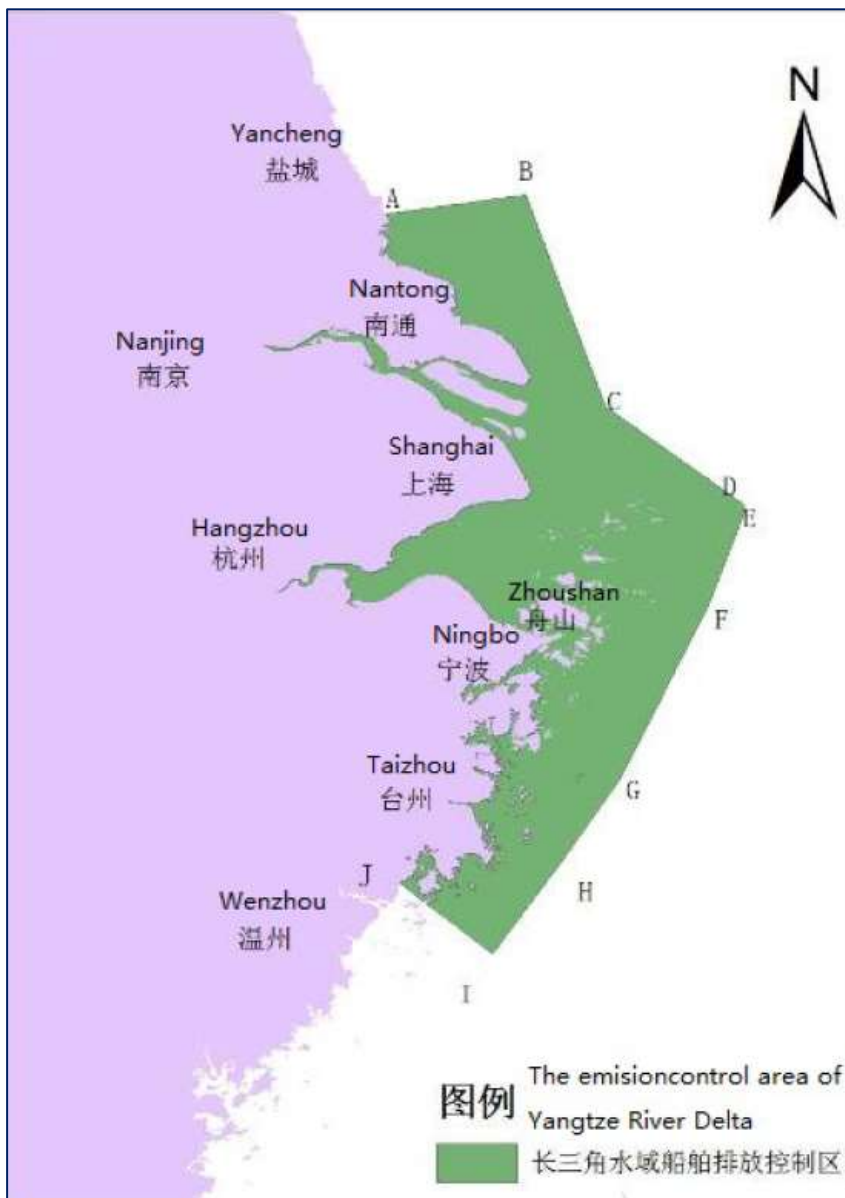 N
Yancheng
盐城
B
A
Nantong
南通
Nanjing
南京
C
Shanghai
上海
D
E
Hangzhou
杭州
Zhoushan
舟山
F
Ningbo
宁波
Taizhou
台州
G
J
H
Wenzhou
温州
I
图例
The emisioncontrol area of
Yangtze River Delta
长三角水域船舶排放控制区